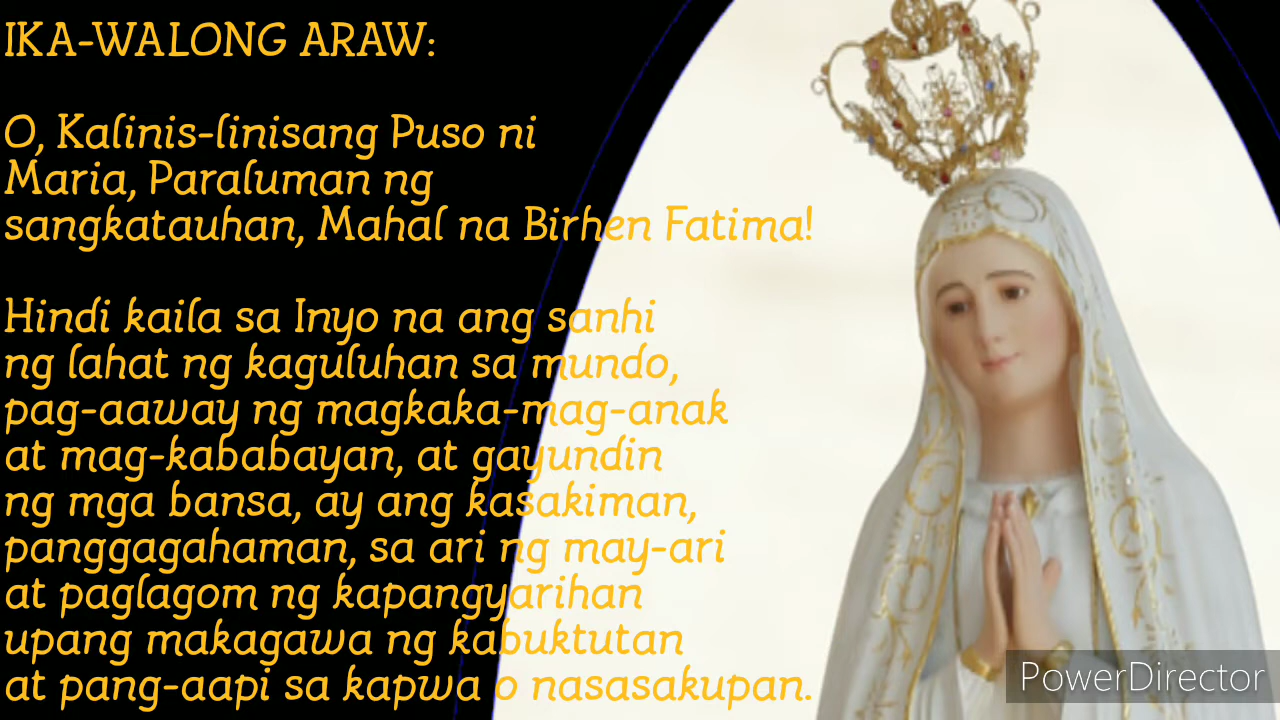 IKA-WALONG ARAW:
O, Kalinis-linisang Puso ni
Maria, Paraluman ng
sangkatauhan, Mahal na Birhen Fatima!
Hindi kaila sa Inyo na ang sanhi
ng lahat ng kaguluhan sa mundo,
pag-aaway ng magkaka-mag-anak
at mag-kababayan, at gayundin
ng mga bansa, ay ang kasakiman,
panggagahaman, sa ari ng may-ari
at paglagom ng kapangyarihan
upang makagawa ng kabuktutan
at pang-aapi sa kapwa o nasasakupan.
PowerDirector